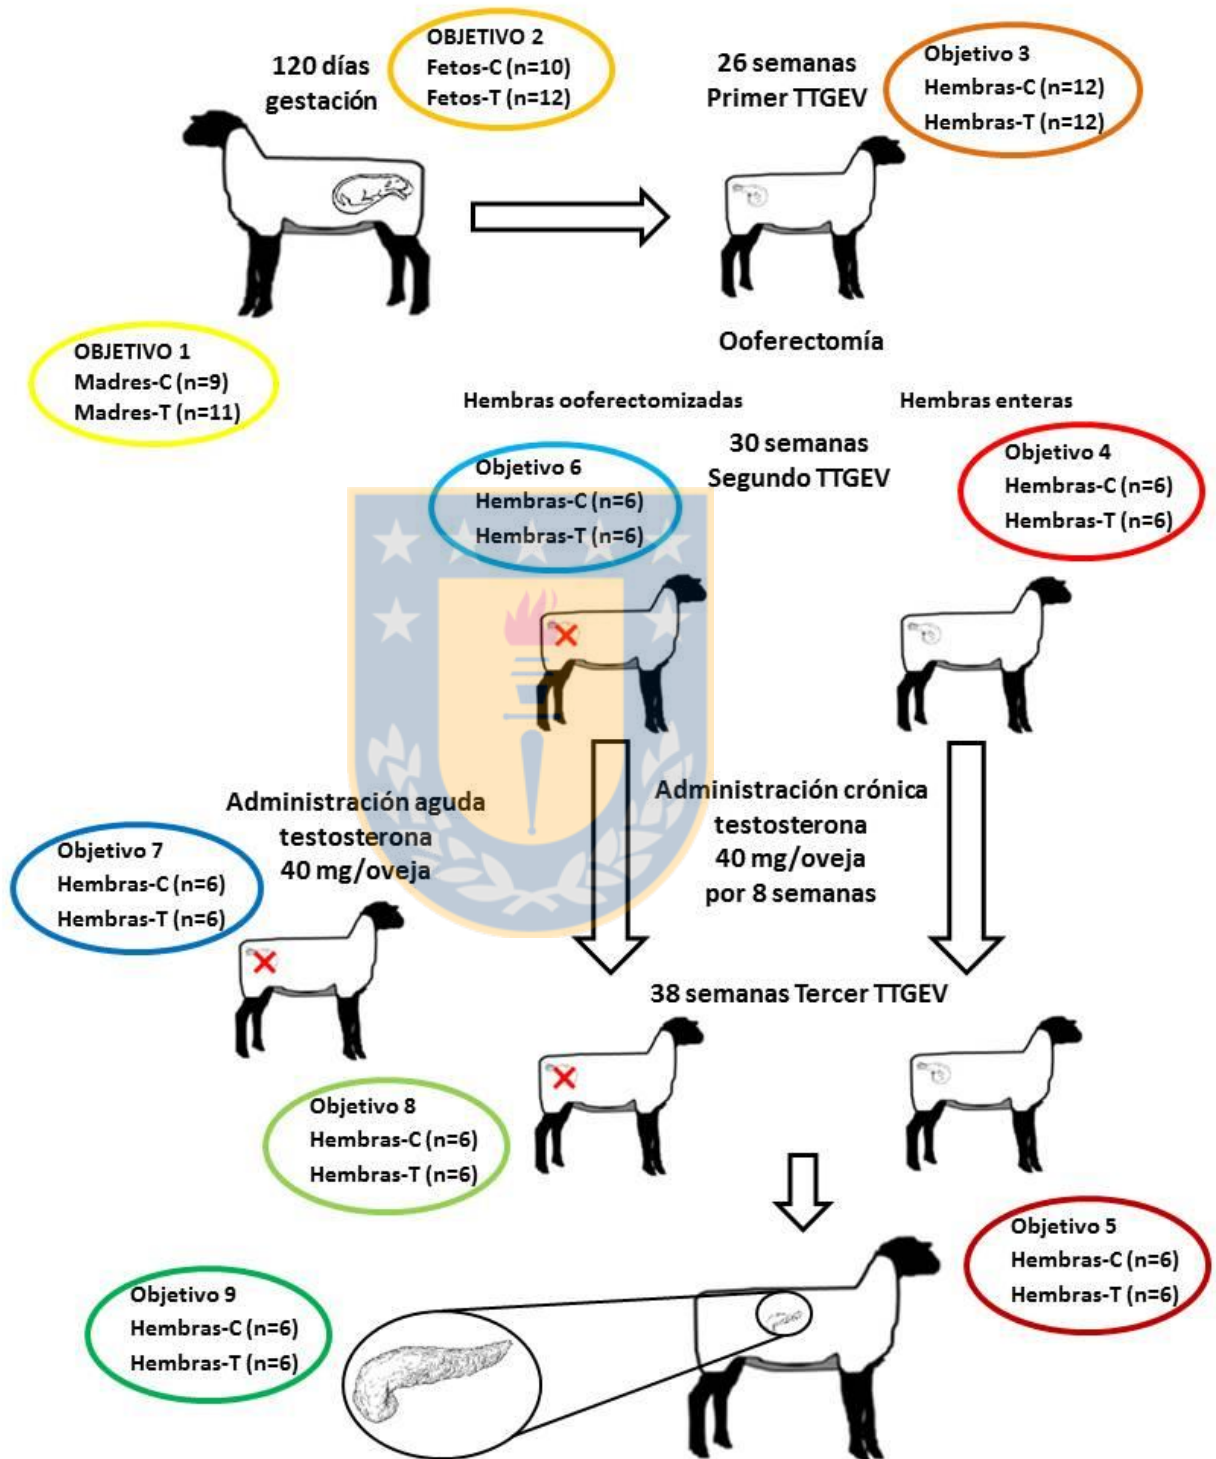 120 días
gestación
OBJETIVO 2
Fetos-C (n=10)
Fetos-T (n=12)
26 semanas
Primer TTGEV
Objetivo 3
Hembras-C (n=12)
Hembras-T (n=12)
OBJETIVO 1
Madres-C (n=9)
Madres-T (n=11)
Ooferectomía
Hembras ooferectomizadas
Hembras enteras
30 semanas
Segundo TTGEV
Objetivo 6
Hembras-C (n=6)
Hembras-T (n=6)
Objetivo 4
Hembras-C (n=6)
Hembras-T (n=6)
Administración aguda
testosterona
40 mg/oveja
Administración crónica
testosterona
40 mg/oveja
por 8 semanas
Objetivo 7
Hembras-C (n=6)
Hembras-T (n=6)
38 semanas Tercer TTGEV
Objetivo 8
Hembras-C (n=6)
Hembras-T (n=6)
Objetivo 5
Hembras-C (n=6)
Hembras-T (n=6)
Objetivo 9
Hembras-C (n=6)
Hembras-T (n=6)